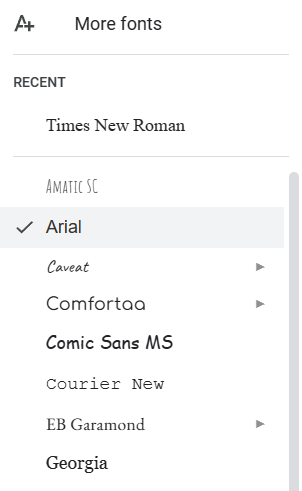 More fonts
RECENT
Times New Roman
Amatic SC
Arial
Caveat
Comfortaa
Comic Sans MS
Courier New
EB Garamond
Georgia